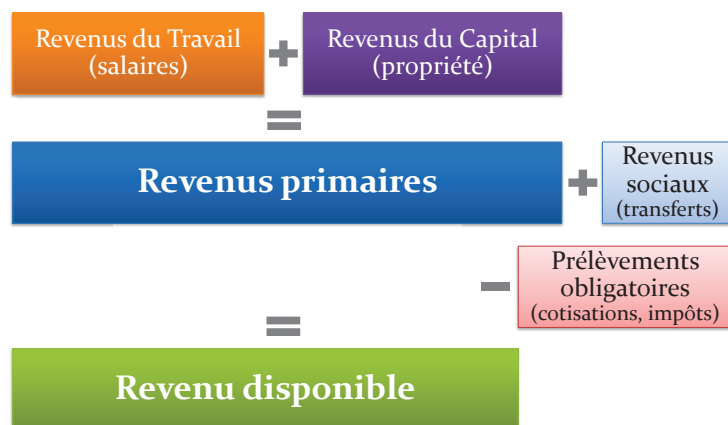 Revenus du Travail
(salaires)
+
Revenus du Capital
(propriété)
=
Revenus primaires
+
Revenus
sociaux
(transferts)
−
Prélèvements
obligatoires
(cotisations, impôts)
=
Revenu disponible